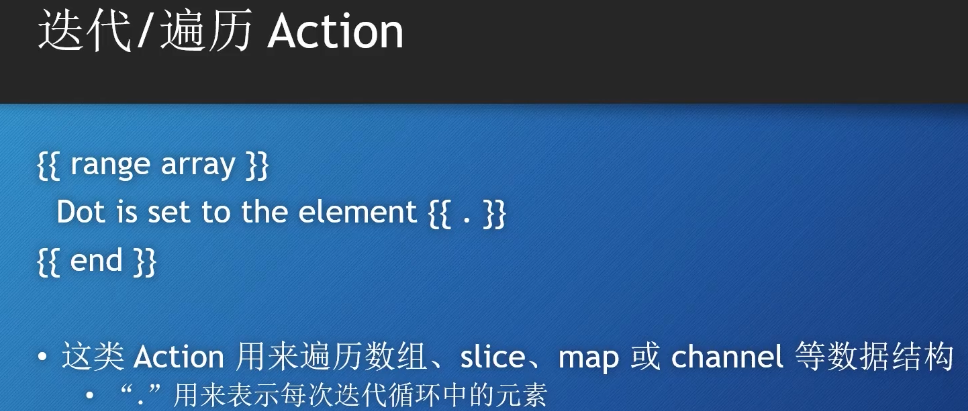 迭代/遍历 Action
{{ range array }}
Dot is set to the element {{ . }}
{{ end }}
• 这类 Action 用来遍历数组、slice、map 或 channel 等数据结构
• “.”用来表示每次迭代循环中的元素